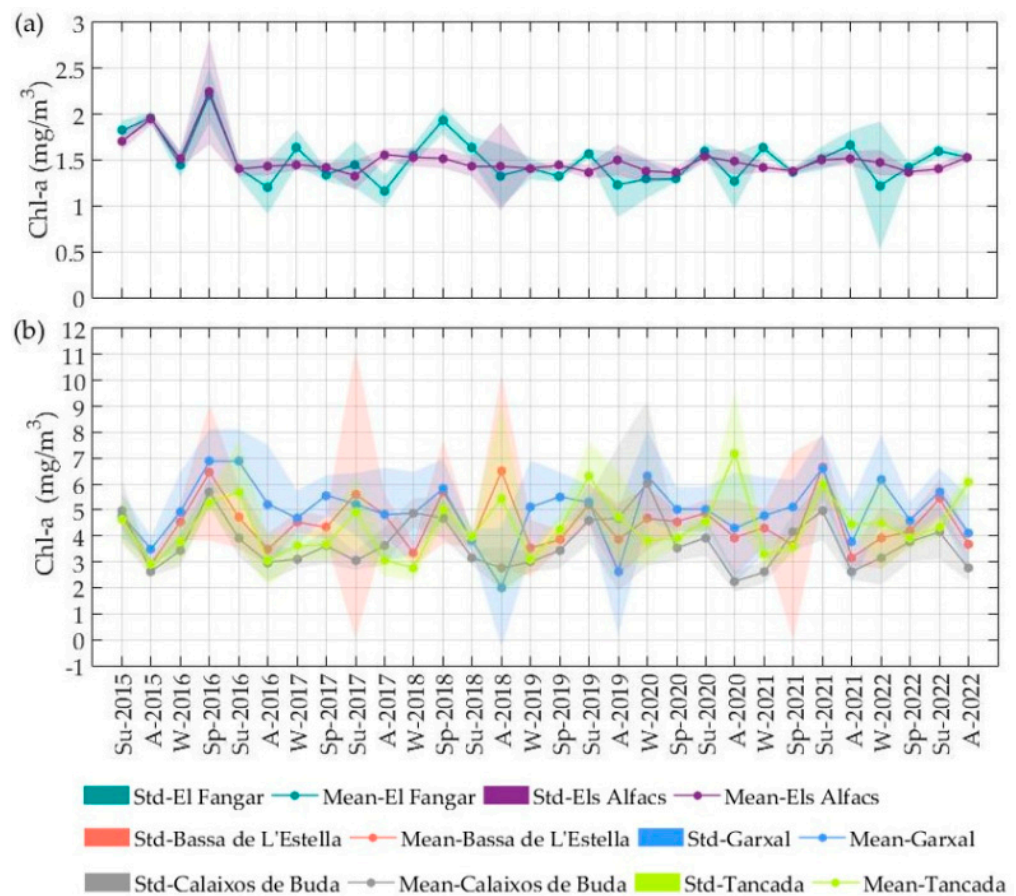 (a)
3
2.5
2
1.5
1
0.5
0
Chl-a (mg/m³)
(b)
12
11
10
9
8
7
6
5
4
3
2
1
0
-1
Chl-a (mg/m³)
Su-2015
A-2015
W-2016
Sp-2016
Su-2016
A-2016
W-2017
Sp-2017
Su-2017
A-2017
W-2018
Sp-2018
Su-2018
A-2018
W-2019
Sp-2019
Su-2019
A-2019
W-2020
Sp-2020
Su-2020
A-2020
W-2021
Sp-2021
Su-2021
A-2021
W-2022
Sp-2022
Su-2022
A-2022
Std-El Fangar Mean-El Fangar Std-Els Alfacs Mean-Els Alfacs
Std-Bassa de L'Estella Mean-Bassa de L'Estella Std-Garxal Mean-Garxal
Std-Calaixos de Buda Mean-Calaixos de Buda Std-Tancada Mean-Tancada